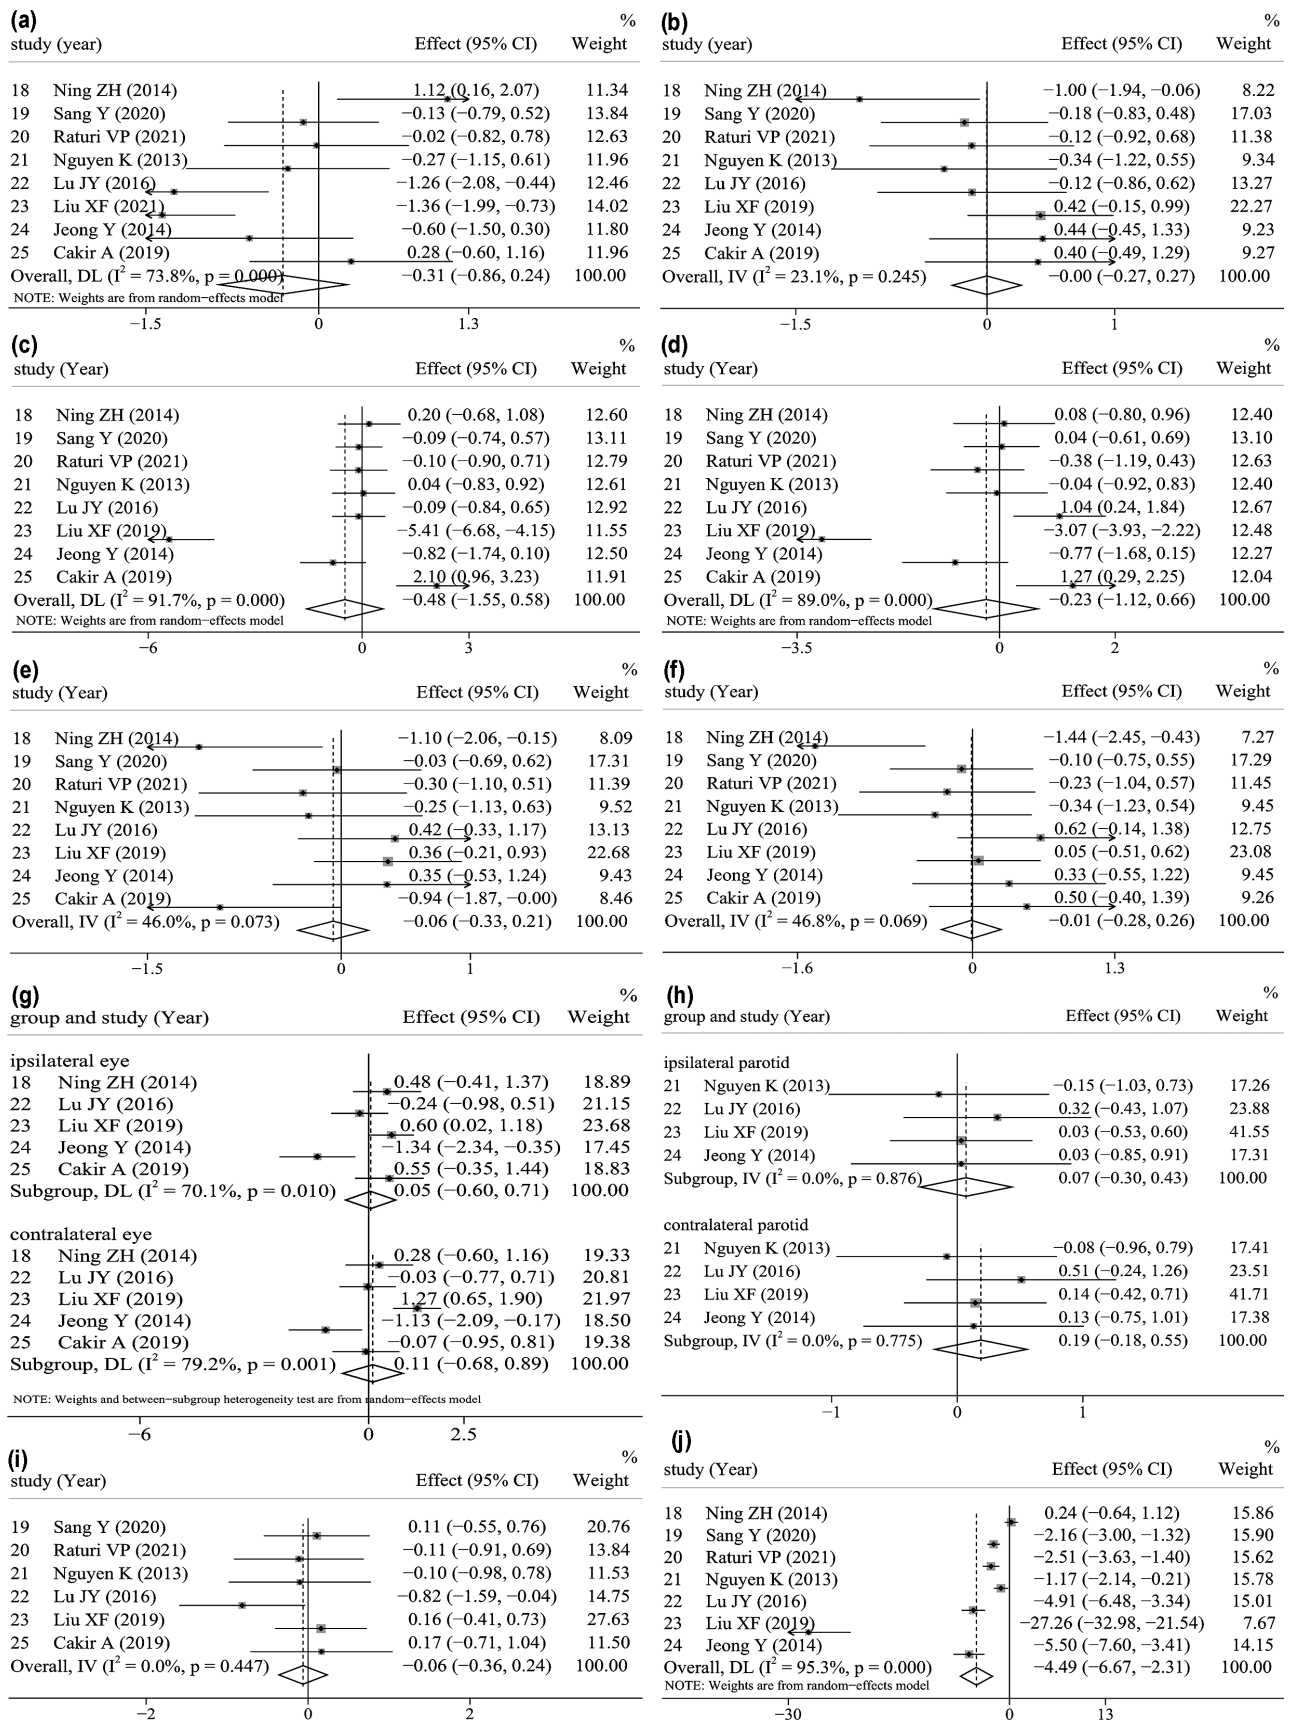 (a)
%
study (year) Effect (95% CI) Weight
18 Ning ZH (2014) 1.12 (0.16, 2.07) 11.34
19 Sang Y (2020) −0.13 (−0.79, 0.52) 13.84
20 Raturi VP (2021) −0.02 (−0.82, 0.78) 12.63
21 Nguyen K (2013) −0.27 (−1.15, 0.61) 11.96
22 Lu JY (2016) −1.26 (−2.08, −0.44) 12.46
23 Liu XF (2021) −1.36 (−1.99, −0.73) 14.02
24 Jeong Y (2014) −0.60 (−1.50, 0.30) 11.80
25 Cakir A (2019) 0.28 (−0.60, 1.16) 11.96
Overall, DL (I² = 73.8%, p = 0.000) −0.31 (−0.86, 0.24) 100.00
NOTE: Weights are from random−effects model
−1.5 0 1.3
(b)
%
study (year) Effect (95% CI) Weight
18 Ning ZH (2014) −1.00 (−1.94, −0.06) 8.22
19 Sang Y (2020) −0.18 (−0.83, 0.48) 17.03
20 Raturi VP (2021) −0.12 (−0.92, 0.68) 11.38
21 Nguyen K (2013) −0.34 (−1.22, 0.55) 9.34
22 Lu JY (2016) −0.12 (−0.86, 0.62) 13.27
23 Liu XF (2019) 0.42 (−0.15, 0.99) 22.27
24 Jeong Y (2014) 0.44 (−0.45, 1.33) 9.23
25 Cakir A (2019) 0.40 (−0.49, 1.29) 9.27
Overall, IV (I² = 23.1%, p = 0.245) −0.00 (−0.27, 0.27) 100.00
−1.5 0 1
(c)
%
study (Year) Effect (95% CI) Weight
18 Ning ZH (2014) 0.20 (−0.68, 1.08) 12.60
19 Sang Y (2020) −0.09 (−0.74, 0.57) 13.11
20 Raturi VP (2021) −0.10 (−0.90, 0.71) 12.79
21 Nguyen K (2013) 0.04 (−0.83, 0.92) 12.61
22 Lu JY (2016) −0.09 (−0.84, 0.65) 12.92
23 Liu XF (2019) −5.41 (−6.68, −4.15) 11.55
24 Jeong Y (2014) −0.82 (−1.74, 0.10) 12.50
25 Cakir A (2019) 2.10 (0.96, 3.23) 11.91
Overall, DL (I² = 91.7%, p = 0.000) −0.48 (−1.55, 0.58) 100.00
NOTE: Weights are from random−effects model
−6 0 3
(d)
%
study (Year) Effect (95% CI) Weight
18 Ning ZH (2014) 0.08 (−0.80, 0.96) 12.40
19 Sang Y (2020) 0.04 (−0.61, 0.69) 13.10
20 Raturi VP (2021) −0.38 (−1.19, 0.43) 12.63
21 Nguyen K (2013) −0.04 (−0.92, 0.83) 12.40
22 Lu JY (2016) 1.04 (0.24, 1.84) 12.67
23 Liu XF (2019) −3.07 (−3.93, −2.22) 12.48
24 Jeong Y (2014) −0.77 (−1.68, 0.15) 12.27
25 Cakir A (2019) 1.27 (0.29, 2.25) 12.04
Overall, DL (I² = 89.0%, p = 0.000) −0.23 (−1.12, 0.66) 100.00
NOTE: Weights are from random−effects model
−3.5 0 2
(e)
%
study (Year) Effect (95% CI) Weight
18 Ning ZH (2014) −1.10 (−2.06, −0.15) 8.09
19 Sang Y (2020) −0.03 (−0.69, 0.62) 17.31
20 Raturi VP (2021) −0.30 (−1.10, 0.51) 11.39
21 Nguyen K (2013) −0.25 (−1.13, 0.63) 9.52
22 Lu JY (2016) 0.42 (−0.33, 1.17) 13.13
23 Liu XF (2019) 0.36 (−0.21, 0.93) 22.68
24 Jeong Y (2014) 0.35 (−0.53, 1.24) 9.43
25 Cakir A (2019) −0.94 (−1.87, −0.00) 8.46
Overall, IV (I² = 46.0%, p = 0.073) −0.06 (−0.33, 0.21) 100.00
−1.5 0 1
(f)
%
study (Year) Effect (95% CI) Weight
18 Ning ZH (2014) −1.44 (−2.45, −0.43) 7.27
19 Sang Y (2020) −0.10 (−0.75, 0.55) 17.29
20 Raturi VP (2021) −0.23 (−1.04, 0.57) 11.45
21 Nguyen K (2013) −0.34 (−1.23, 0.54) 9.45
22 Lu JY (2016) 0.62 (−0.14, 1.38) 12.75
23 Liu XF (2019) 0.05 (−0.51, 0.62) 23.08
24 Jeong Y (2014) 0.33 (−0.55, 1.22) 9.45
25 Cakir A (2019) 0.50 (−0.40, 1.39) 9.26
Overall, IV (I² = 46.8%, p = 0.069) −0.01 (−0.28, 0.26) 100.00
−1.6 0 1.3
(g)
%
group and study (Year) Effect (95% CI) Weight
ipsilateral eye
18 Ning ZH (2014) 0.48 (−0.41, 1.37) 18.89
22 Lu JY (2016) −0.24 (−0.98, 0.51) 21.15
23 Liu XF (2019) 0.60 (0.02, 1.18) 23.68
24 Jeong Y (2014) −1.34 (−2.34, −0.35) 17.45
25 Cakir A (2019) 0.55 (−0.35, 1.44) 18.83
Subgroup, DL (I² = 70.1%, p = 0.010) 0.05 (−0.60, 0.71) 100.00
contralateral eye
18 Ning ZH (2014) 0.28 (−0.60, 1.16) 19.33
22 Lu JY (2016) −0.03 (−0.77, 0.71) 20.81
23 Liu XF (2019) 1.27 (0.65, 1.90) 21.97
24 Jeong Y (2014) −1.13 (−2.09, −0.17) 18.50
25 Cakir A (2019) −0.07 (−0.95, 0.81) 19.38
Subgroup, DL (I² = 79.2%, p = 0.001) 0.11 (−0.68, 0.89) 100.00
NOTE: Weights and between−subgroup heterogeneity test are from random−effects model
−6 0 2.5
(h)
%
group and study (Year) Effect (95% CI) Weight
ipsilateral parotid
21 Nguyen K (2013) −0.15 (−1.03, 0.73) 17.26
22 Lu JY (2016) 0.32 (−0.43, 1.07) 23.88
23 Liu XF (2019) 0.03 (−0.53, 0.60) 41.55
24 Jeong Y (2014) 0.03 (−0.85, 0.91) 17.31
Subgroup, IV (I² = 0.0%, p = 0.876) 0.07 (−0.30, 0.43) 100.00
contralateral parotid
21 Nguyen K (2013) −0.08 (−0.96, 0.79) 17.41
22 Lu JY (2016) 0.51 (−0.24, 1.26) 23.51
23 Liu XF (2019) 0.14 (−0.42, 0.71) 41.71
24 Jeong Y (2014) 0.13 (−0.75, 1.01) 17.38
Subgroup, IV (I² = 0.0%, p = 0.775) 0.19 (−0.18, 0.55) 100.00
−1 0 1
(i)
%
study (Year) Effect (95% CI) Weight
19 Sang Y (2020) 0.11 (−0.55, 0.76) 20.76
20 Raturi VP (2021) −0.11 (−0.91, 0.69) 13.84
21 Nguyen K (2013) −0.10 (−0.98, 0.78) 11.53
22 Lu JY (2016) −0.82 (−1.59, −0.04) 14.75
23 Liu XF (2019) 0.16 (−0.41, 0.73) 27.63
25 Cakir A (2019) 0.17 (−0.71, 1.04) 11.50
Overall, IV (I² = 0.0%, p = 0.447) −0.06 (−0.36, 0.24) 100.00
−2 0 2
(j)
%
study (Year) Effect (95% CI) Weight
18 Ning ZH (2014) 0.24 (−0.64, 1.12) 15.86
19 Sang Y (2020) −2.16 (−3.00, −1.32) 15.90
20 Raturi VP (2021) −2.51 (−3.63, −1.40) 15.62
21 Nguyen K (2013) −1.17 (−2.14, −0.21) 15.78
22 Lu JY (2016) −4.91 (−6.48, −3.34) 15.01
23 Liu XF (2019) −27.26 (−32.98, −21.54) 7.67
24 Jeong Y (2014) −5.50 (−7.60, −3.41) 14.15
Overall, DL (I² = 95.3%, p = 0.000) −4.49 (−6.67, −2.31) 100.00
NOTE: Weights are from random−effects model
−30 0 13